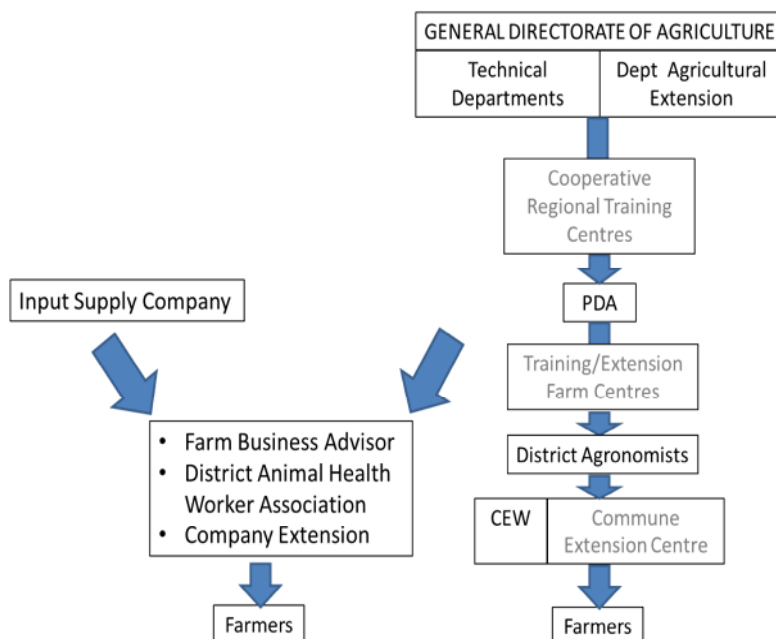 GENERAL DIRECTORATE OF AGRICULTURE
Technical
Departments
Dept Agricultural
Extension
Cooperative
Regional Training
Centres
Input Supply Company
PDA
Training/Extension
Farm Centres
• Farm Business Advisor
• District Animal Health
Worker Association
• Company Extension
District Agronomists
CEW
Commune
Extension Centre
Farmers
Farmers